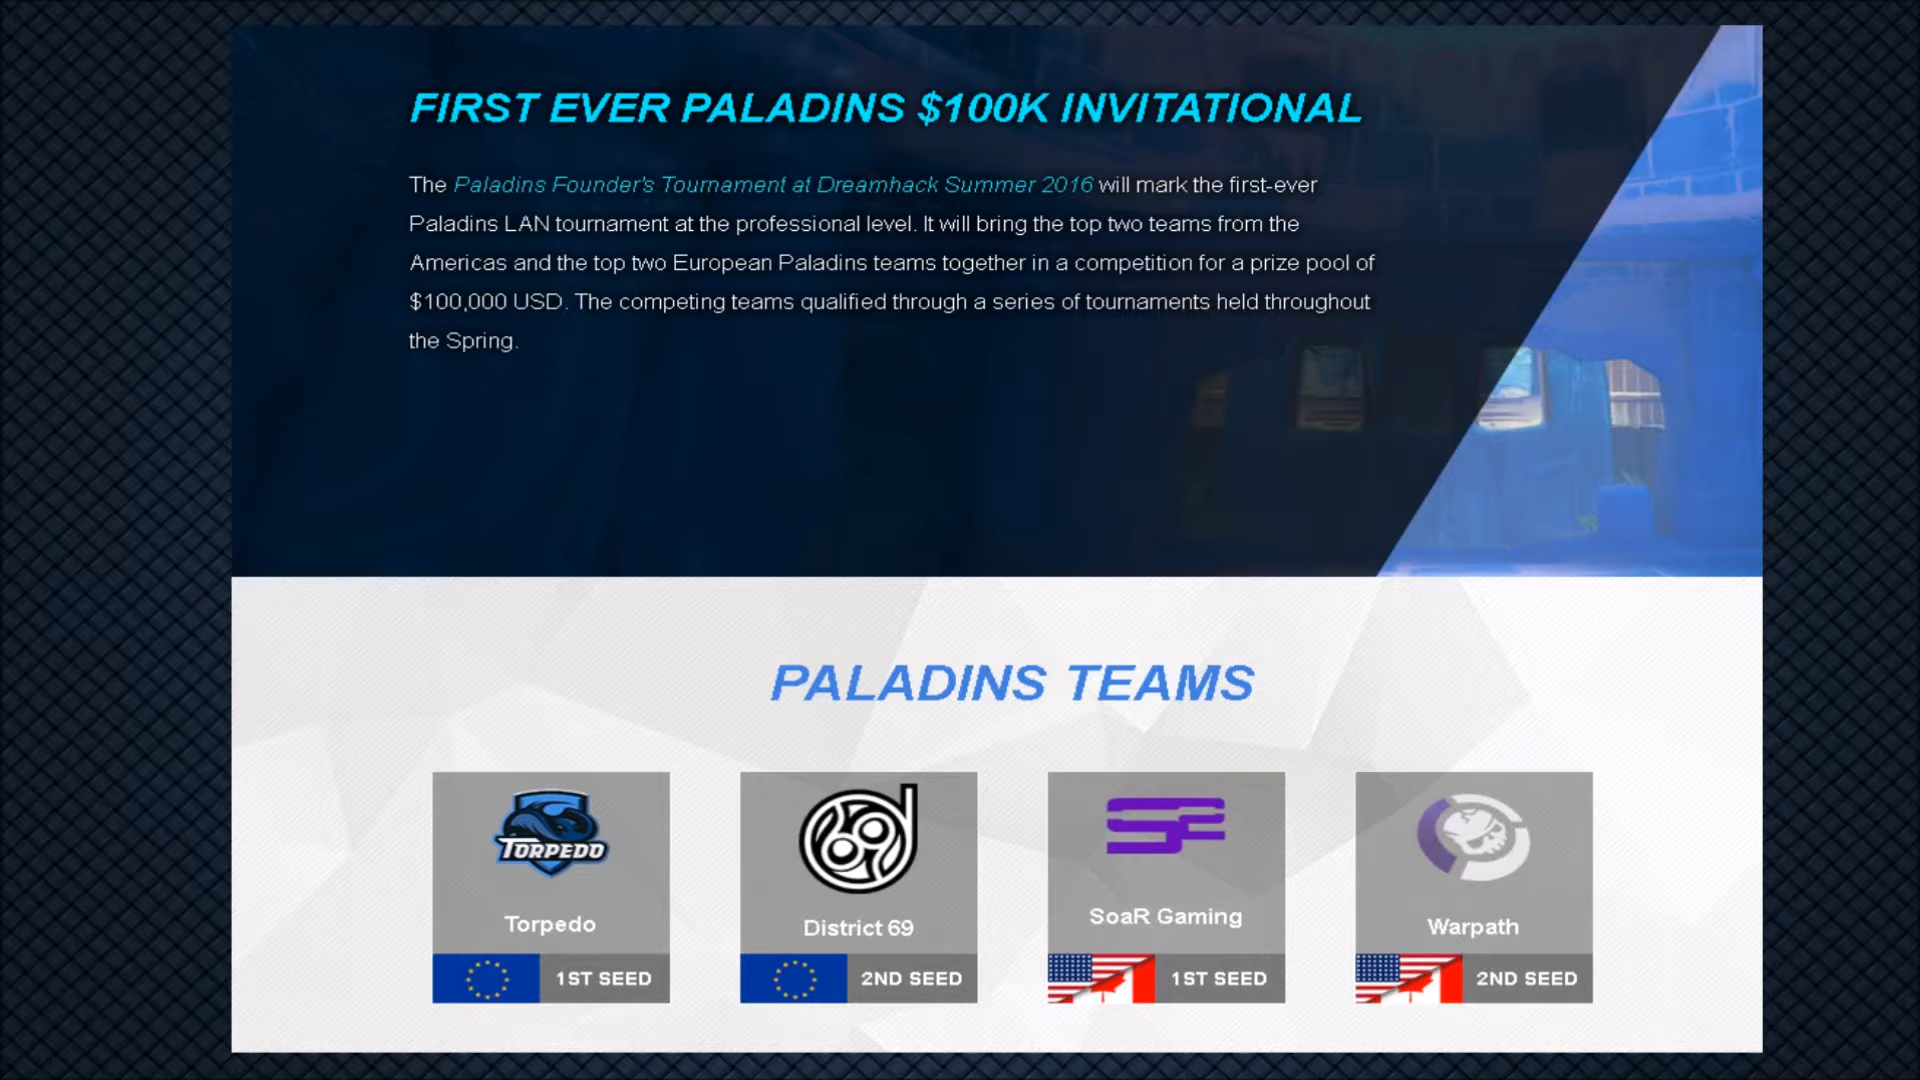 FIRST EVER PALADINS $100K INVITATIONAL
The Paladins Founder's Tournament at Dreamhack Summer 2016 will mark the first-ever
Paladins LAN tournament at the professional level. It will bring the top two teams from the
Americas and the top two European Paladins teams together in a competition for a prize pool of
$100,000 USD. The competing teams qualified through a series of tournaments held throughout
the Spring.
PALADINS TEAMS
TORPEDO
69d
Torpedo
District 69
SoaR Gaming
Warpath
1ST SEED
2ND SEED
1ST SEED
2ND SEED